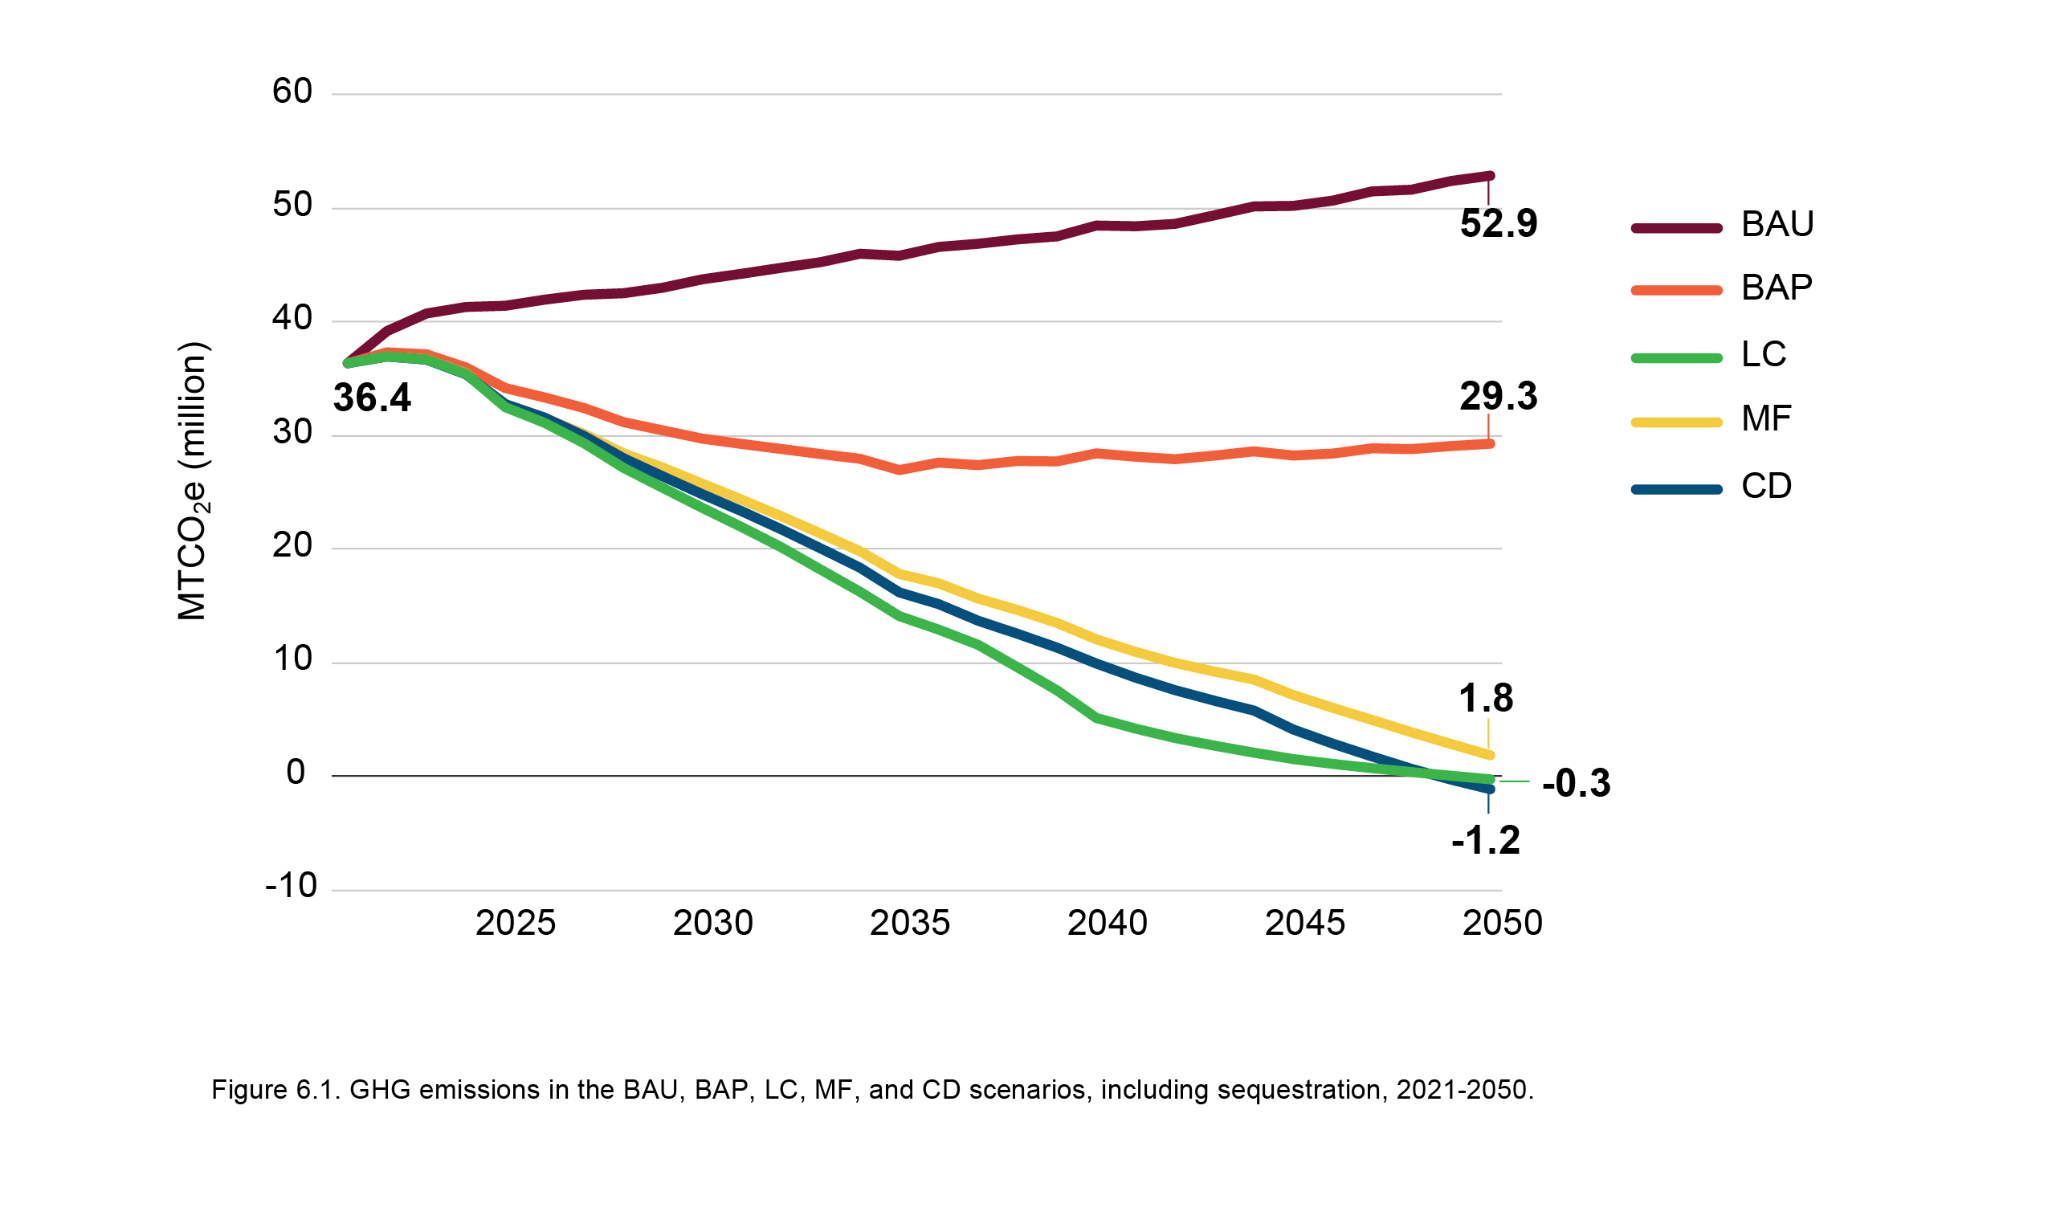 60
50
40
30
20
10
0
-10
MTCO₂e (million)
36.4
52.9
29.3
1.8
-0.3
-1.2
2025 2030 2035 2040 2045 2050
BAU
BAP
LC
MF
CD
Figure 6.1. GHG emissions in the BAU, BAP, LC, MF, and CD scenarios, including sequestration, 2021-2050.